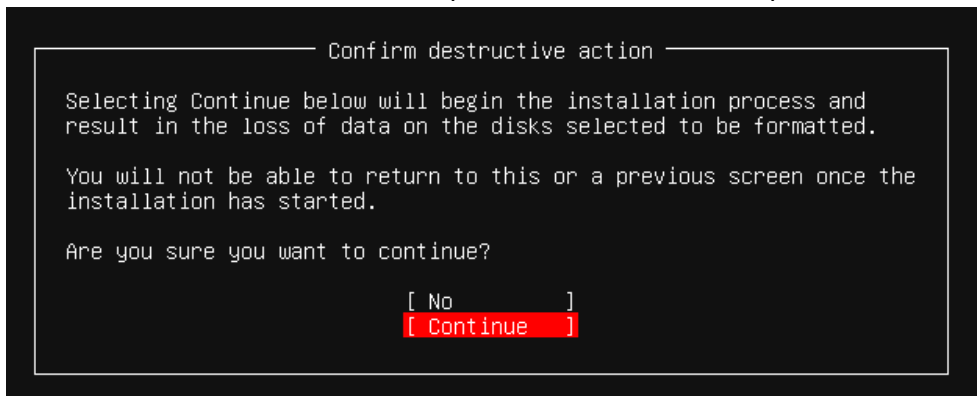 Confirm destructive action
Selecting Continue below will begin the installation process and
result in the loss of data on the disks selected to be formatted.
You will not be able to return to this or a previous screen once the
installation has started.
Are you sure you want to continue?
[ No ]
[ Continue ]